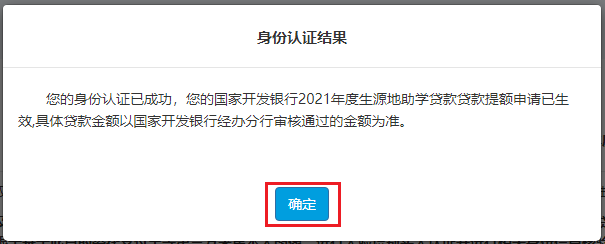 身份认证结果
您的身份认证已成功，您的国家开发银行2021年度生源地助学贷款贷款提额申请已生
效,具体贷款金额以国家开发银行经办分行审核通过的金额为准。
确定